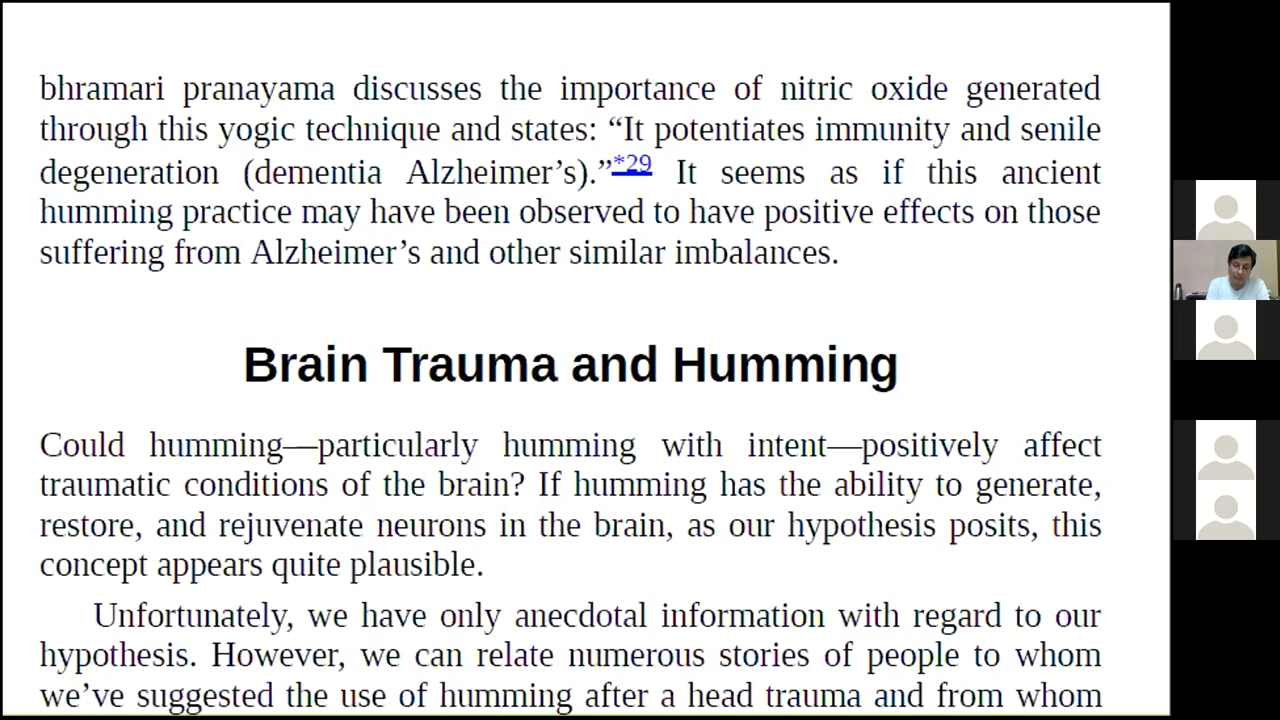 bhramari pranayama discusses the importance of nitric oxide generated
through this yogic technique and states: “It potentiates immunity and senile
degeneration (dementia Alzheimer’s).”*29 It seems as if this ancient
humming practice may have been observed to have positive effects on those
suffering from Alzheimer’s and other similar imbalances.
Brain Trauma and Humming
Could humming—particularly humming with intent—positively affect
traumatic conditions of the brain? If humming has the ability to generate,
restore, and rejuvenate neurons in the brain, as our hypothesis posits, this
concept appears quite plausible.
Unfortunately, we have only anecdotal information with regard to our
hypothesis. However, we can relate numerous stories of people to whom
we’ve suggested the use of humming after a head trauma and from whom